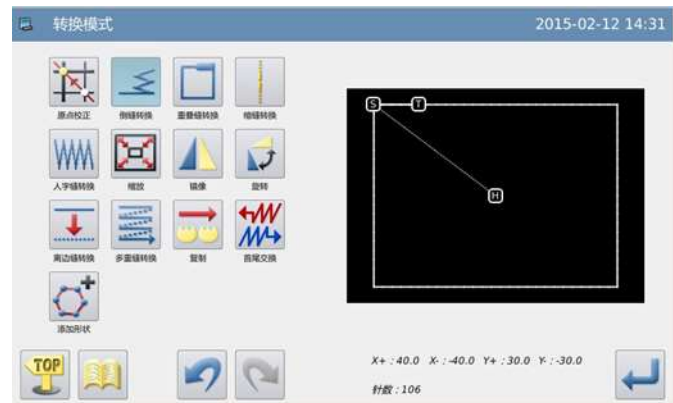 转换模式 2015-02-12 14:31
原点校正 倒缝转换 重叠缝转换 缩缝转换
人字缝转换 缩放 镜像 旋转
离边缝转换 多重缝转换 复制 首尾交换
添加形状
S T
H
X+ : 40.0 X- : -40.0 Y+ : 30.0 Y- : -30.0
TOP
针数 : 106